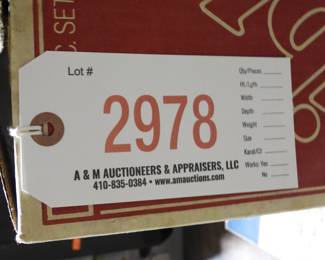 C. SET
Lot #
2978
A & M AUCTIONEERS & APPRAISERS, LLC
410-835-0384 • www.amauctions.com
Qty/Pieces
Ht./Lgth
Width
Depth
Weight
Size
Karat/Ct
Works: Yes
No